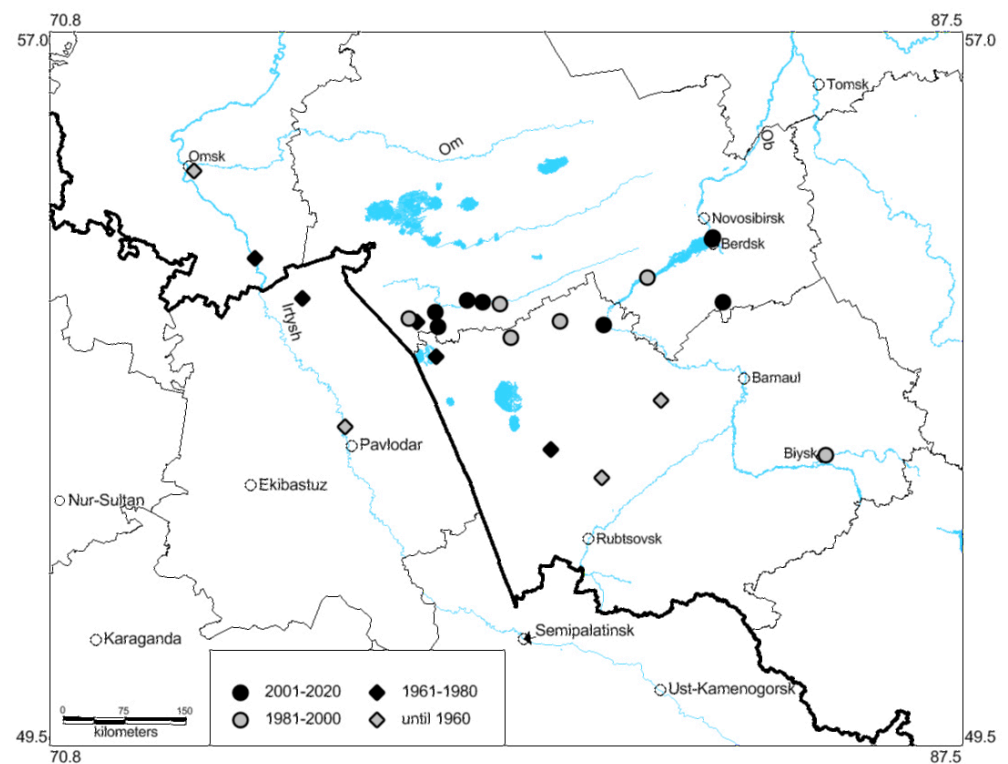 70.8
87.5
57.0
57.0
Tomsk
Om
Ob
Omsk
Novosibirsk
Berdsk
Irtysh
Barnaul
Pavlodar
Biysk
Ekibastuz
Nur-Sultan
Rubtsovsk
Semipalatinsk
Karaganda
Ust-Kamenogorsk
2001-2020
1961-1980
1981-2000
until 1960
0 75 150
kilometers
49.5
49.5
70.8
87.5